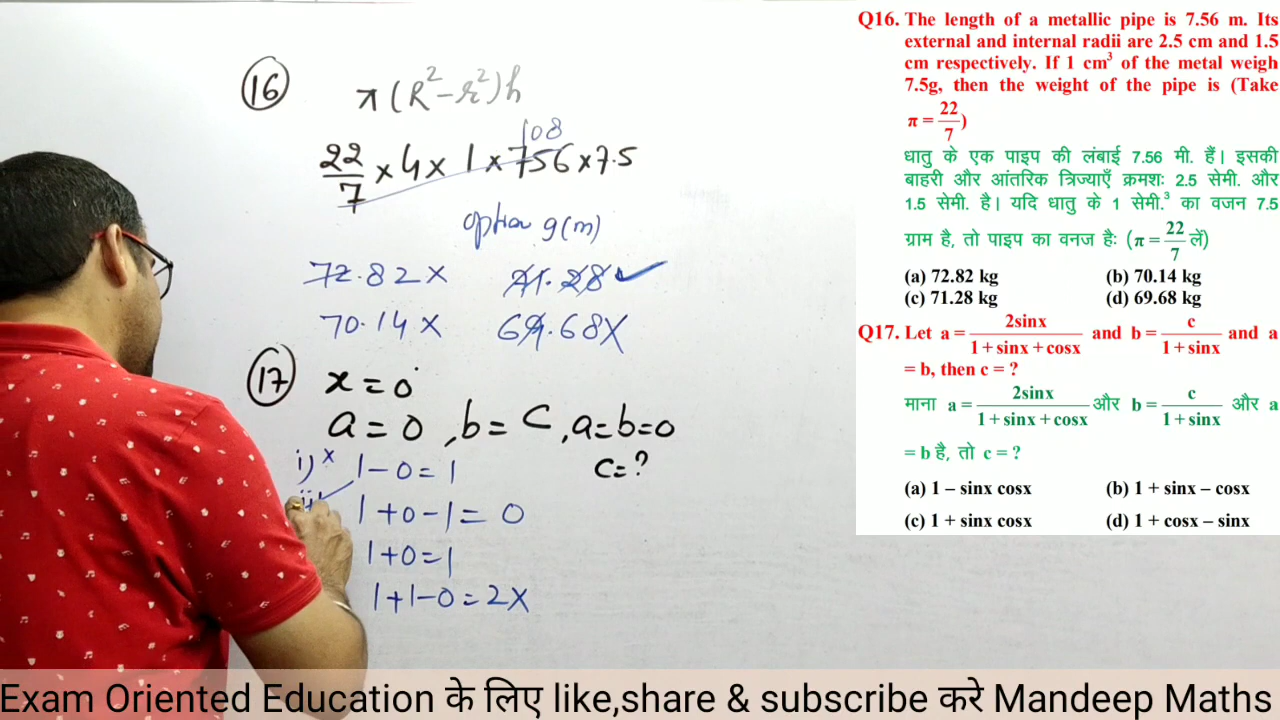 16 π(R²-r²)h
108
22/7 × 4 × 1 × 756 × 7.5
option 9(m)
72.82 × 71.28 ✓
70.14 × 69.68 ×
17 x = 0
a = 0 , b = C , a=b=0
i) × 1 - 0 = 1 c = ?
ii) 1 + 0 - 1 = 0
1 + 0 = 1
1 + 1 - 0 = 2 ×
Q16. The length of a metallic pipe is 7.56 m. Its
external and internal radii are 2.5 cm and 1.5
cm respectively. If 1 cm³ of the metal weigh
7.5g, then the weight of the pipe is (Take
π = 22/7)
धातु के एक पाइप की लंबाई 7.56 मी. हैं। इसकी
बाहरी और आंतरिक त्रिज्याएँ क्रमशः 2.5 सेमी. और
1.5 सेमी. है। यदि धातु के 1 सेमी.³ का वजन 7.5
ग्राम है, तो पाइप का वनज हैः (π = 22/7 लें)
(a) 72.82 kg (b) 70.14 kg
(c) 71.28 kg (d) 69.68 kg
Q17. Let a = 2sinx/(1 + sinx + cosx) and b = c/(1 + sinx) and a
= b, then c = ?
माना a = 2sinx/(1 + sinx + cosx) और b = c/(1 + sinx) और a
= b है, तो c = ?
(a) 1 – sinx cosx (b) 1 + sinx – cosx
(c) 1 + sinx cosx (d) 1 + cosx – sinx
Exam Oriented Education के लिए like,share & subscribe करे Mandeep Maths